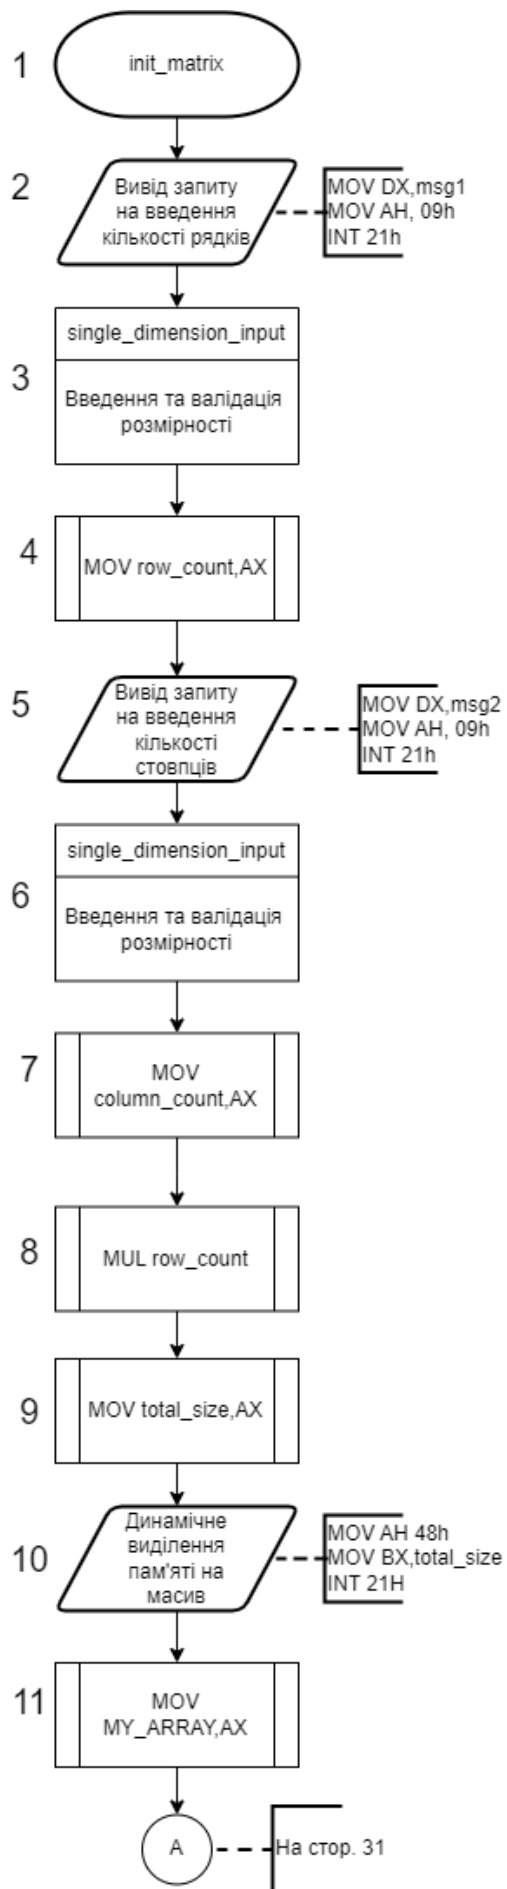 1
init_matrix
2
Вивід запиту
на введення
кількості рядків
MOV DX,msg1
MOV AH, 09h
INT 21h
3
single_dimension_input
Введення та валідація
розмірності
4
MOV row_count,AX
5
Вивід запиту
на введення
кількості
стовпців
MOV DX,msg2
MOV AH, 09h
INT 21h
6
single_dimension_input
Введення та валідація
розмірності
7
MOV
column_count,AX
8
MUL row_count
9
MOV total_size,AX
10
Динамічне
виділення
пам'яті на
масив
MOV AH 48h
MOV BX,total_size
INT 21H
11
MOV
MY_ARRAY,AX
A
На стор. 31